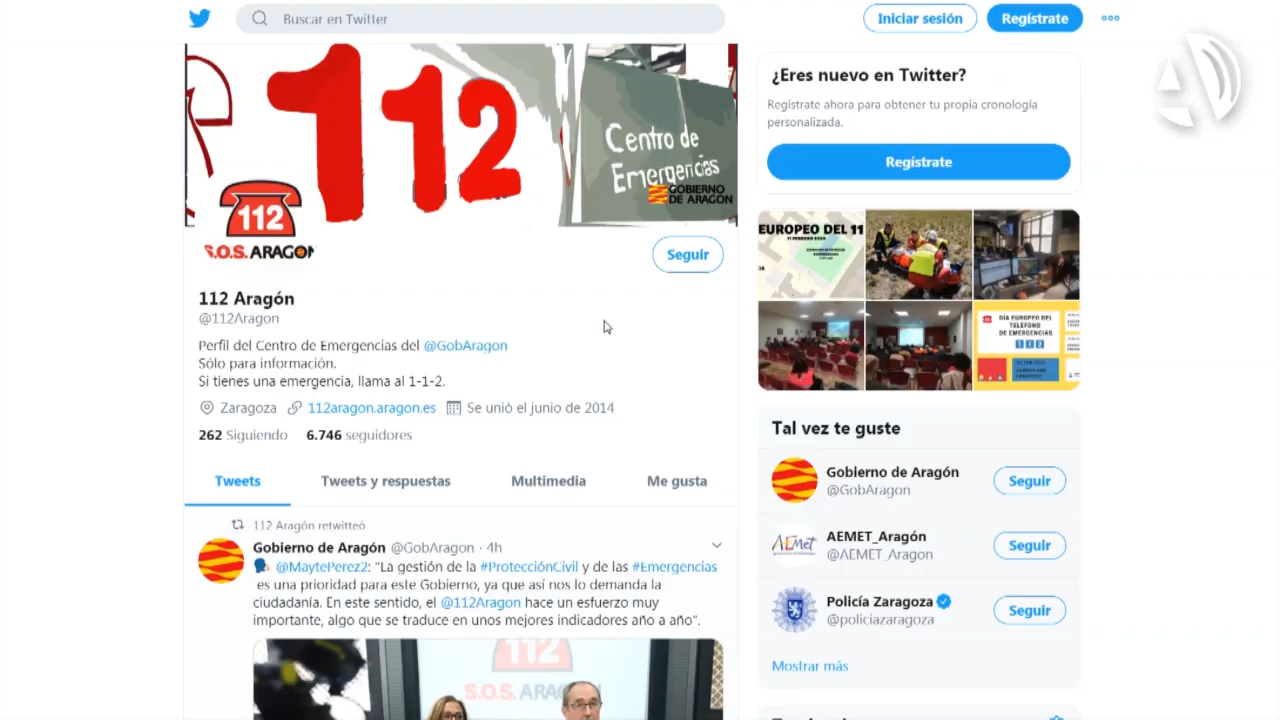 Buscar en Twitter
Iniciar sesión
Regístrate
112
Centro de
Emergencias
GOBIERNO
DE ARAGÓN
112
S.O.S. ARAGON
Seguir
112 Aragón
@112Aragon
Perfil del Centro de Emergencias del @GobAragon
Sólo para información.
Si tienes una emergencia, llama al 1-1-2.
Zaragoza 112aragon.aragon.es Se unió el junio de 2014
262 Siguiendo 6.746 seguidores
Tweets Tweets y respuestas Multimedia Me gusta
112 Aragón retwitteó
Gobierno de Aragón @GobAragon · 4h
@MaytePerez2: "La gestión de la #ProtecciónCivil y de las #Emergencias
es una prioridad para este Gobierno, ya que así nos lo demanda la
ciudadanía. En este sentido, el @112Aragon hace un esfuerzo muy
importante, algo que se traduce en unos mejores indicadores año a año".
112
S.O.S. ARAG
¿Eres nuevo en Twitter?
Regístrate ahora para obtener tu propia cronología
personalizada.
Regístrate
EUROPEO DEL 11
DÍA EUROPEO DEL
TELÉFONO
DE EMERGENCIAS
112
Tal vez te guste
Gobierno de Aragón
@GobAragon
Seguir
AEMet
AEMET_Aragón
@AEMET_Aragon
Seguir
Policía Zaragoza
@policiazaragoza
Seguir
Mostrar más